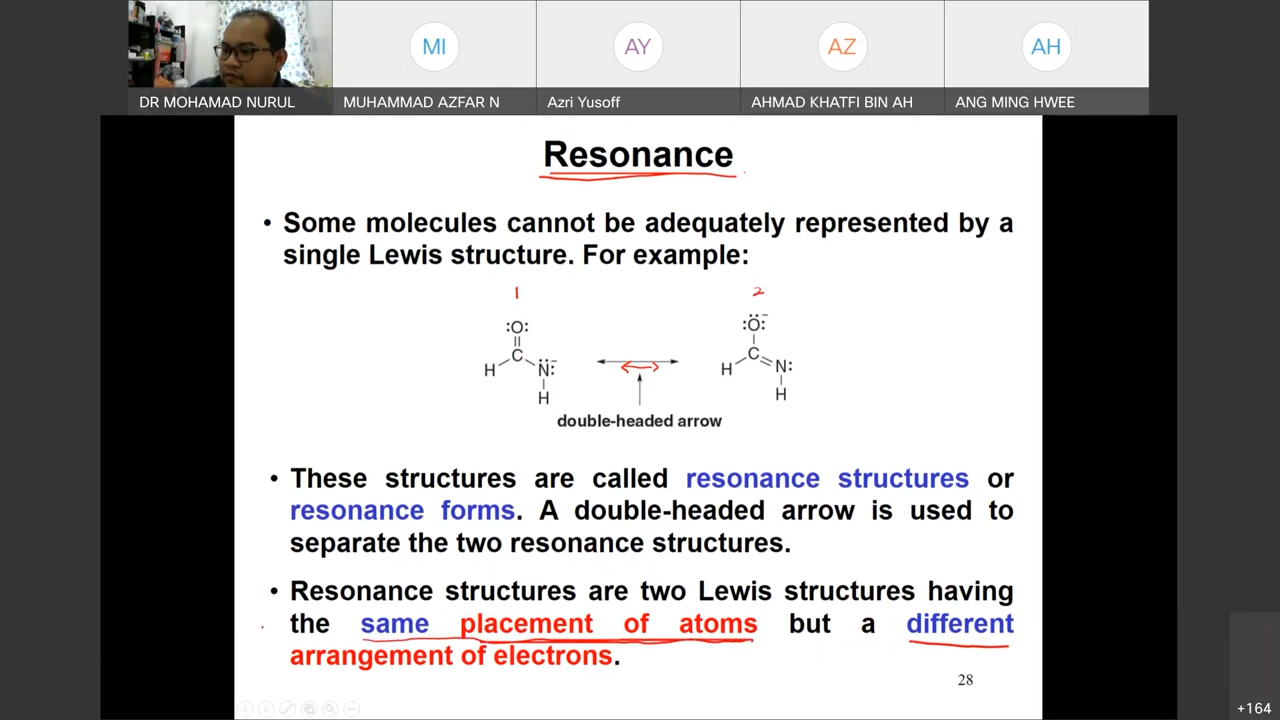 MI
AY
AZ
AH
DR MOHAMAD NURUL
MUHAMMAD AZFAR N
Azri Yusoff
AHMAD KHATFI BIN AH
ANG MING HWEE
Resonance
• Some molecules cannot be adequately represented by a
single Lewis structure. For example:
1
2
:O:
C
H
N̈:⁻
H
:Ö:⁻
C
H
N:
H
double-headed arrow
• These structures are called resonance structures or
resonance forms. A double-headed arrow is used to
separate the two resonance structures.
• Resonance structures are two Lewis structures having
the same placement of atoms but a different
arrangement of electrons.
28
+164